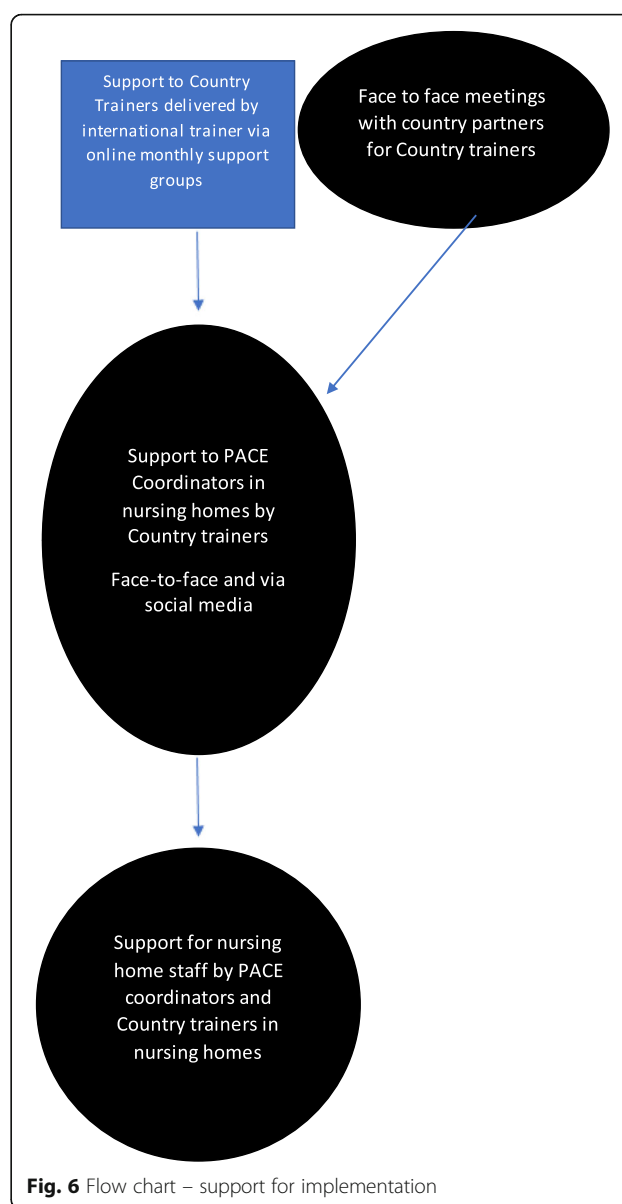 Support to Country
Trainers delivered by
international trainer via
online monthly support
groups
Face to face meetings
with country partners
for Country trainers
Support to PACE
Coordinators in
nursing homes by
Country trainers
Face-to-face and via
social media
Support for nursing
home staff by PACE
coordinators and
Country trainers in
nursing homes
Fig. 6 Flow chart – support for implementation